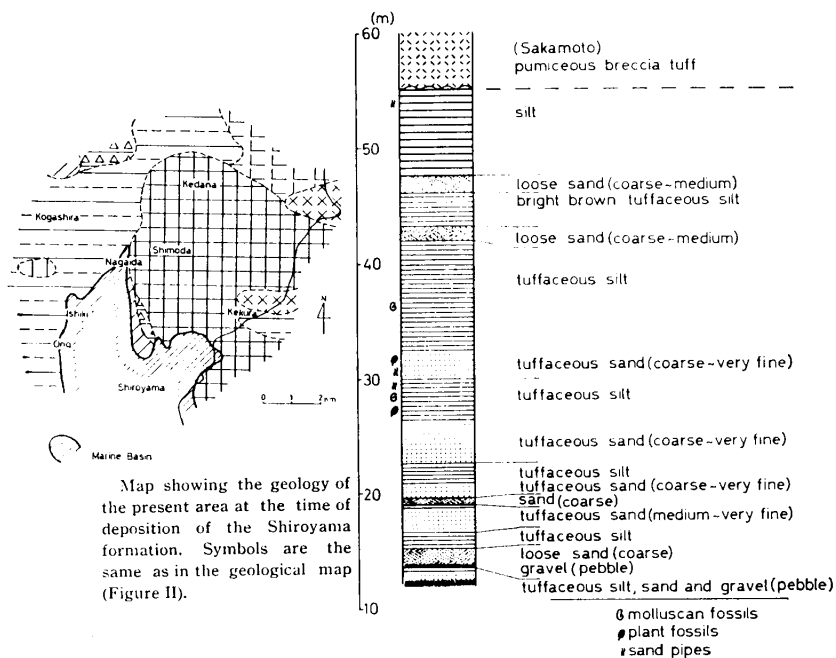 Kedana
Kogashira
Shimoda
Nagaida
Ishiki
Kekura
N
Ono
Shiroyama
0 1 2 km
Marine Basin
Map showing the geology of
the present area at the time of
deposition of the Shiroyama
formation. Symbols are the
same as in the geological map
(Figure II).
(m)
60
50
40
30
20
10
(Sakamoto)
pumiceous breccia tuff
silt
loose sand (coarse~medium)
bright brown tuffaceous silt
loose sand (coarse~medium)
tuffaceous silt
tuffaceous sand (coarse~very fine)
tuffaceous silt
tuffaceous sand (coarse~very fine)
tuffaceous silt
tuffaceous sand (coarse~very fine)
sand (coarse)
tuffaceous sand (medium~very fine)
tuffaceous silt
loose sand (coarse)
gravel (pebble)
tuffaceous silt, sand and gravel (pebble)
molluscan fossils
plant fossils
sand pipes